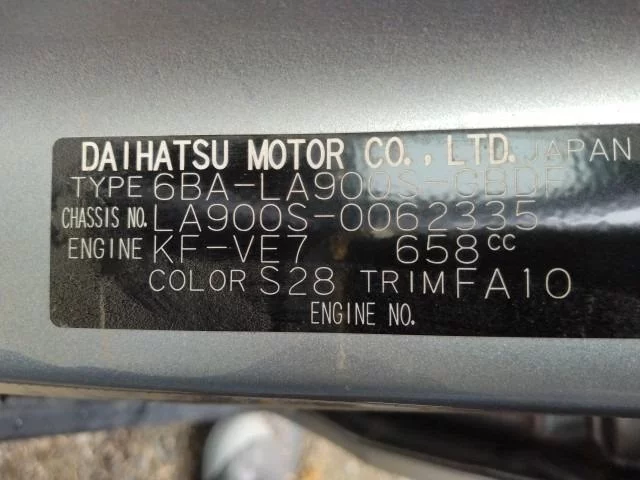 DAIHATSU MOTOR CO., LTD. JAPAN
TYPE 6BA-LA900S-GBDF
CHASSIS NO. LA900S-0062335
ENGINE KF-VE7 658cc
COLOR S28 TRIM FA10
ENGINE NO.